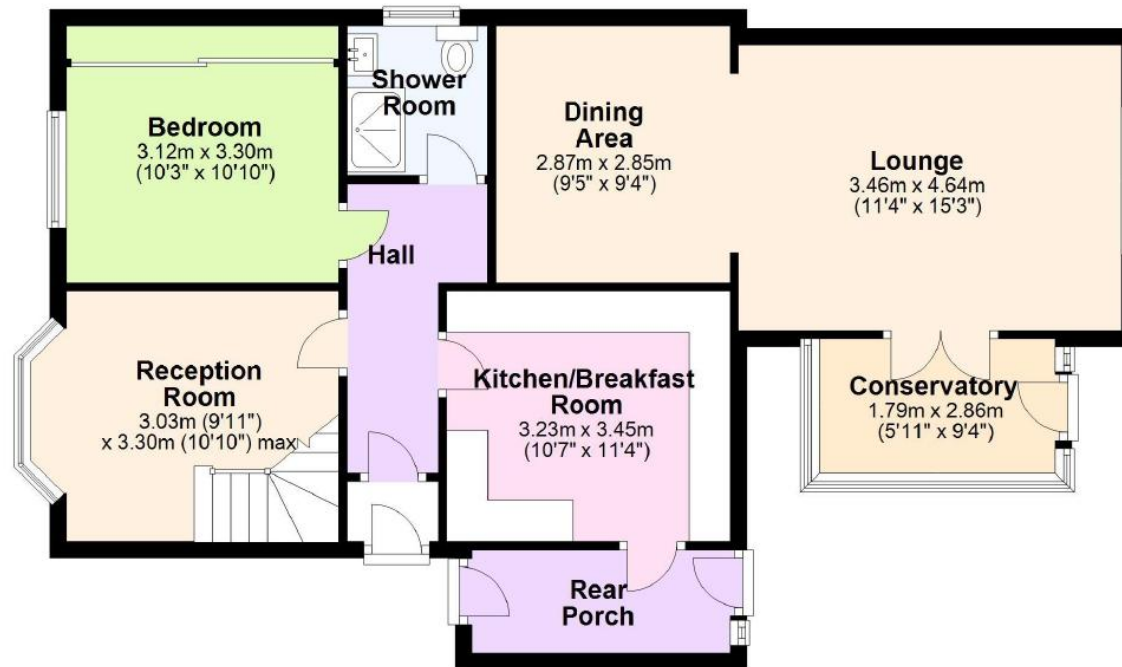 Bedroom
3.12m x 3.30m
(10'3" x 10'10")
Shower
Room
Dining
Area
2.87m x 2.85m
(9'5" x 9'4")
Lounge
3.46m x 4.64m
(11'4" x 15'3")
Hall
Reception
Room
3.03m (9'11")
x 3.30m (10'10") max
Kitchen/Breakfast
Room
3.23m x 3.45m
(10'7" x 11'4")
Conservatory
1.79m x 2.86m
(5'11" x 9'4")
Rear
Porch